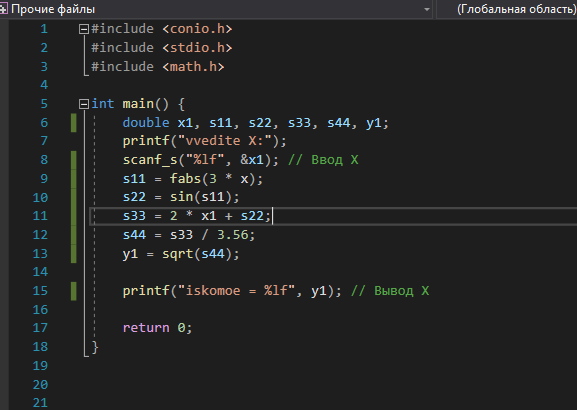 Прочие файлы (Глобальная область)
1 #include <conio.h>
2 #include <stdio.h>
3 #include <math.h>
4
5 int main() {
6 double x1, s11, s22, s33, s44, y1;
7 printf("vvedite X:");
8 scanf_s("%lf", &x1); // Ввод X
9 s11 = fabs(3 * x);
10 s22 = sin(s11);
11 s33 = 2 * x1 + s22;
12 s44 = s33 / 3.56;
13 y1 = sqrt(s44);
14
15 printf("iskomoe = %lf", y1); // Вывод X
16
17 return 0;
18 }
19
20
21